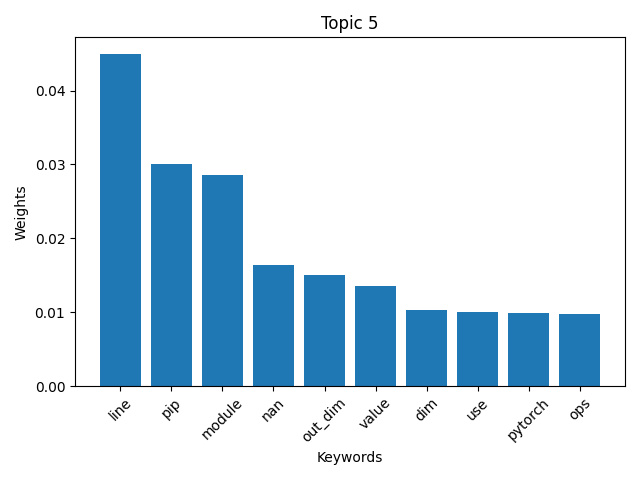 Topic 5
Weights
0.04
0.03
0.02
0.01
0.00
line pip module nan out_dim value dim use pytorch ops
Keywords